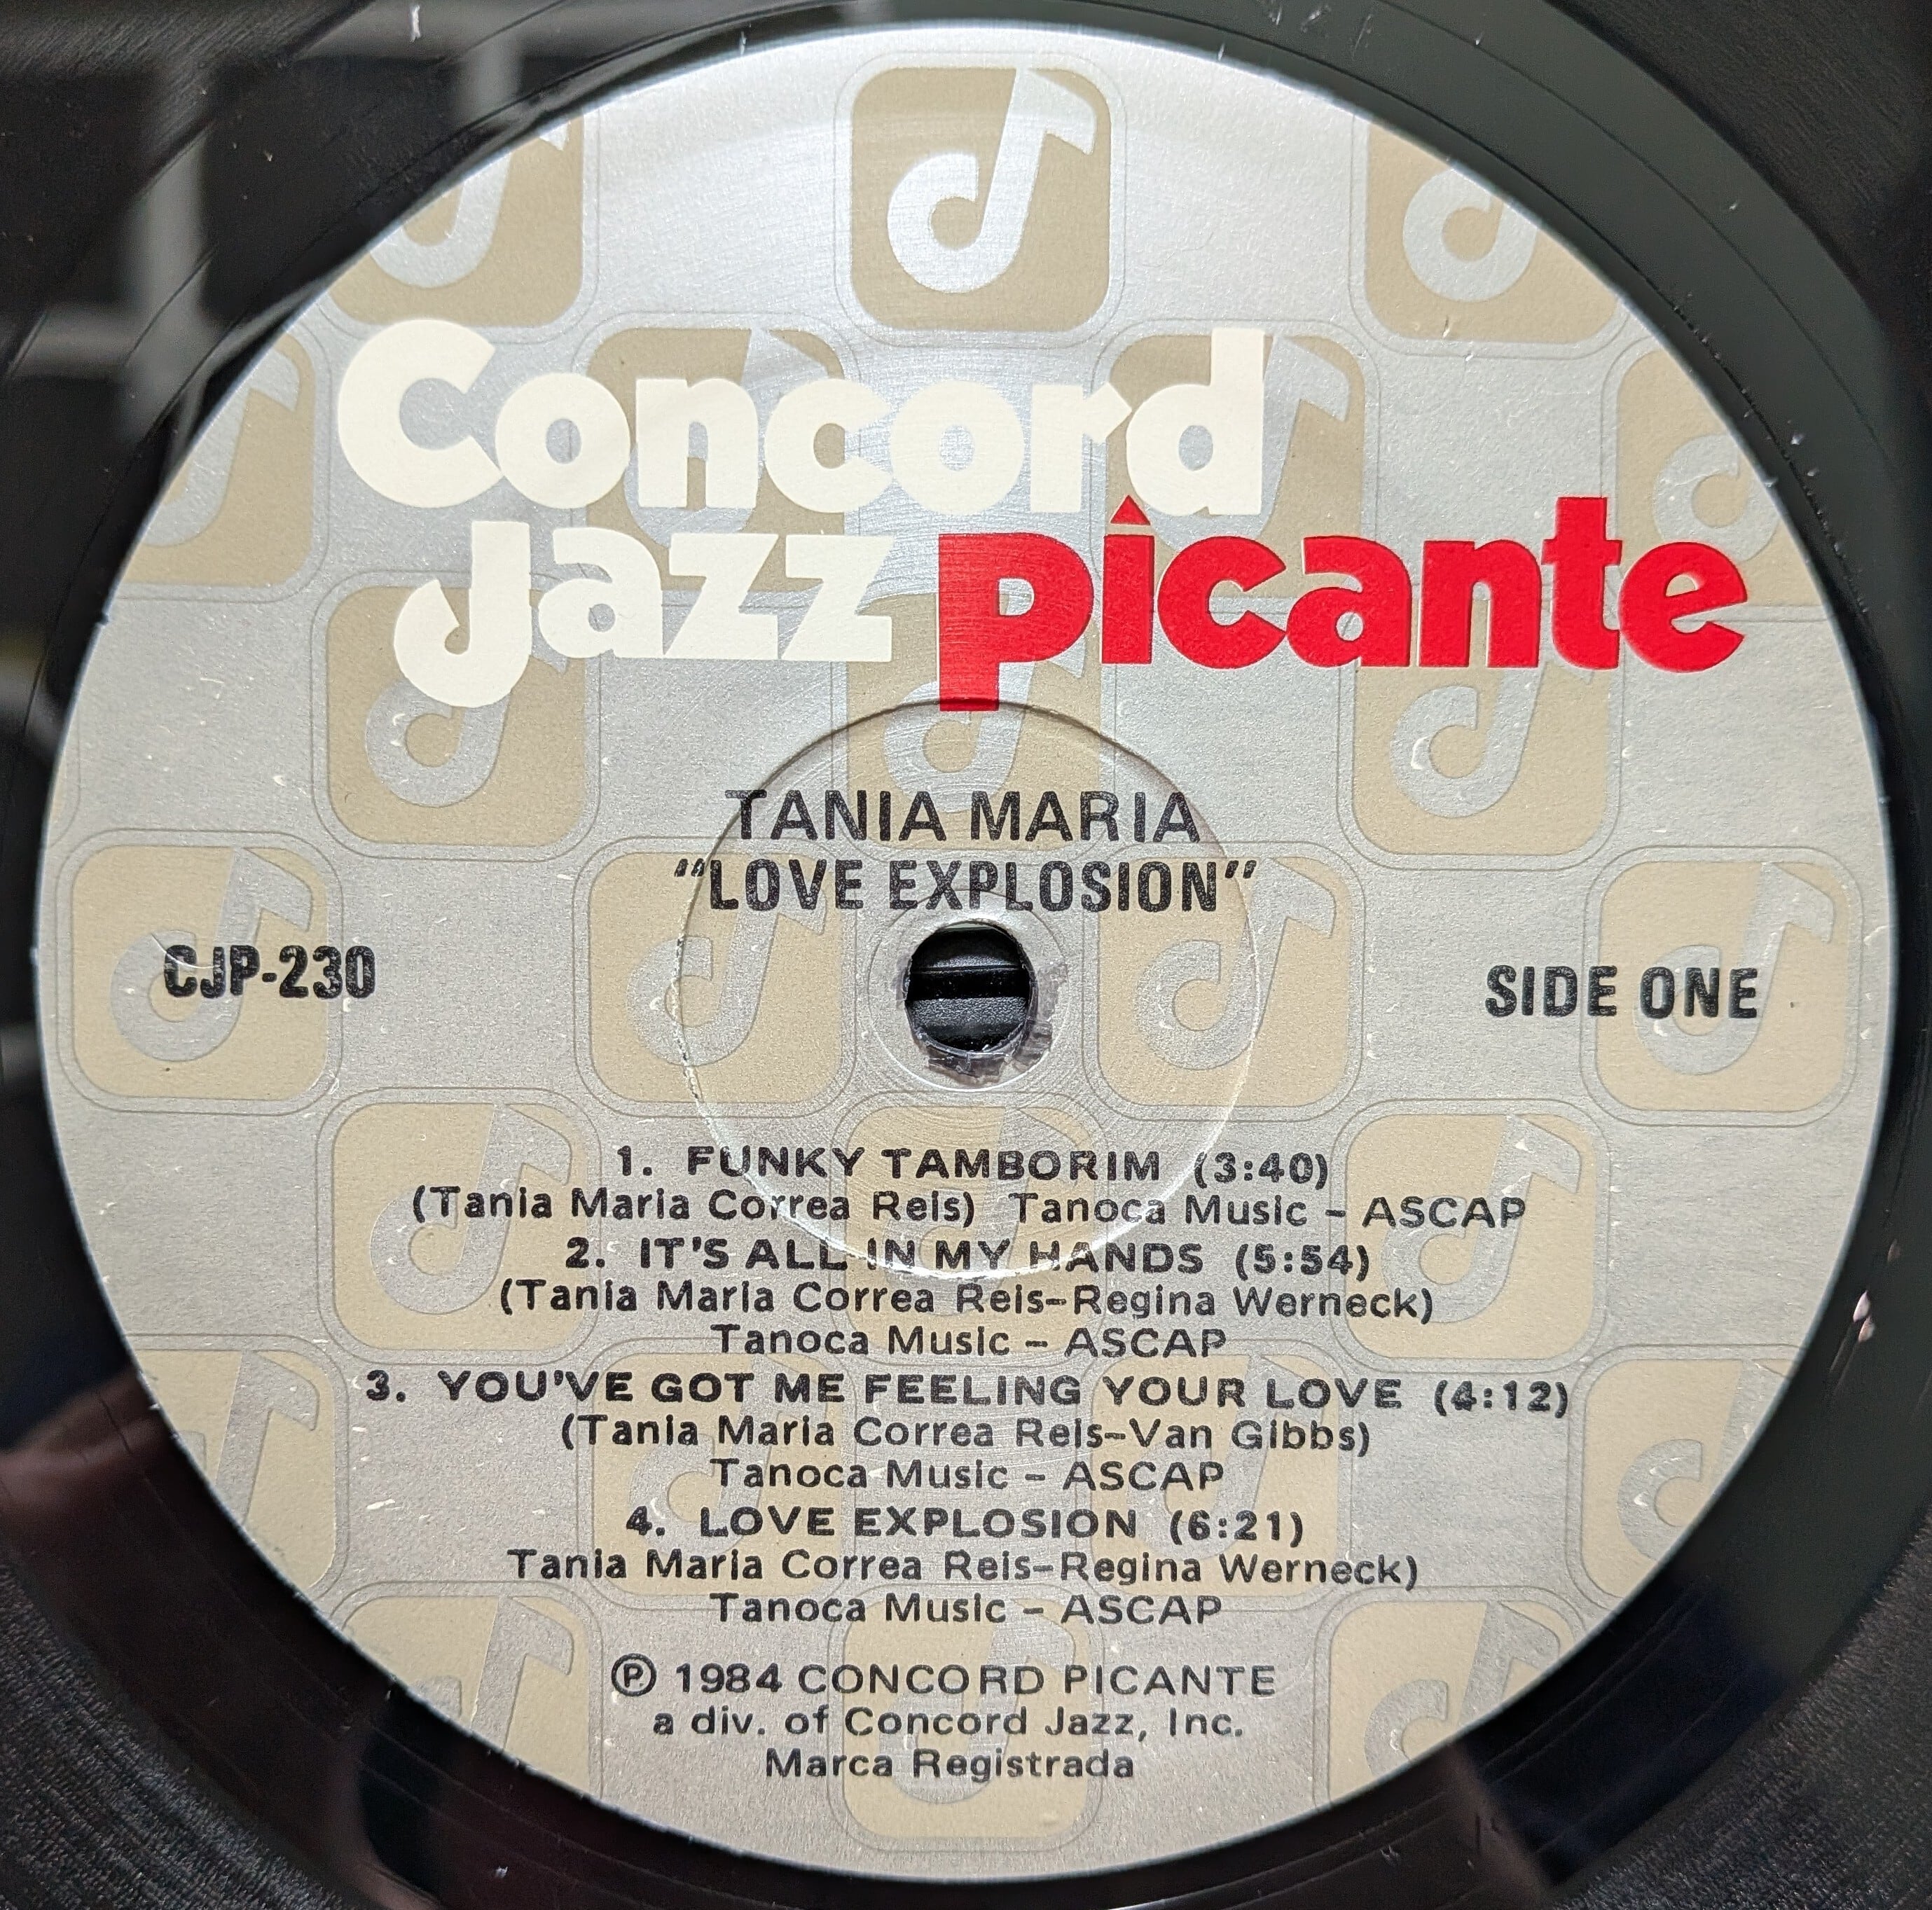 Concord
Jazz picante
TANIA MARIA
"LOVE EXPLOSION"
CJP-230
SIDE ONE
1. FUNKY TAMBORIM (3:40)
(Tania Maria Correa Reis) Tanoca Music - ASCAP
2. IT'S ALL IN MY HANDS (5:54)
(Tania Maria Correa Reis-Regina Werneck)
Tanoca Music - ASCAP
3. YOU'VE GOT ME FEELING YOUR LOVE (4:12)
(Tania Maria Correa Reis-Van Gibbs)
Tanoca Music - ASCAP
4. LOVE EXPLOSION (6:21)
Tania Maria Correa Reis-Regina Werneck)
Tanoca Music - ASCAP
℗ 1984 CONCORD PICANTE
a div. of Concord Jazz, Inc.
Marca Registrada